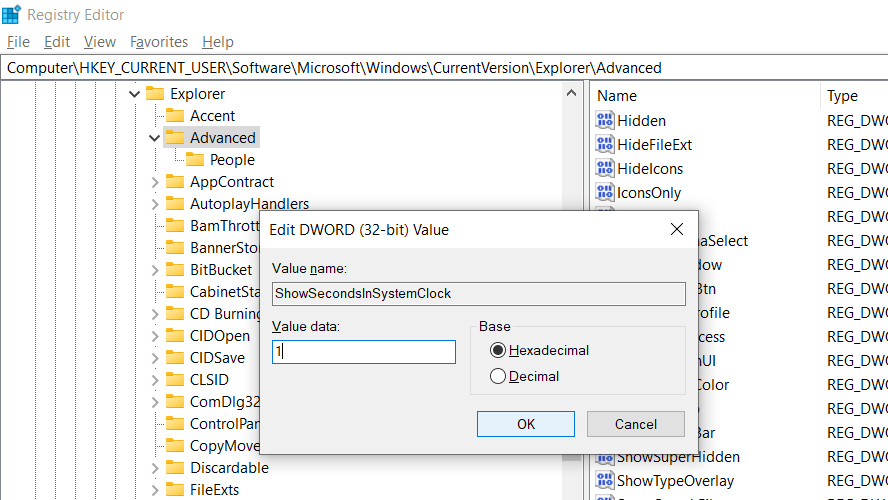 Registry Editor
File Edit View Favorites Help
Computer\HKEY_CURRENT_USER\Software\Microsoft\Windows\CurrentVersion\Explorer\Advanced
Explorer
Accent
Advanced
People
AppContract
AutoplayHandlers
BamThrott
BannerSto
BitBucket
CabinetSta
CD Burning
CIDOpen
CIDSave
CLSID
ComDlg32
ControlPan
CopyMove
Discardable
FileExts
Name Type
Hidden REG_DWO
HideFileExt REG_DWO
HideIcons REG_DWO
IconsOnly REG_DWO
REG_DWO
naSelect REG_DWO
dow REG_DWO
Btn REG_DWO
rofile REG_DWO
cess REG_DWO
nUI REG_DWO
Color REG_DWO
REG_DWO
Bar REG_DWO
ShowSuperHidden REG_DWO
ShowTypeOverlay REG_DWO
Edit DWORD (32-bit) Value
Value name:
ShowSecondsInSystemClock
Value data:
1
Base
Hexadecimal
Decimal
OK Cancel